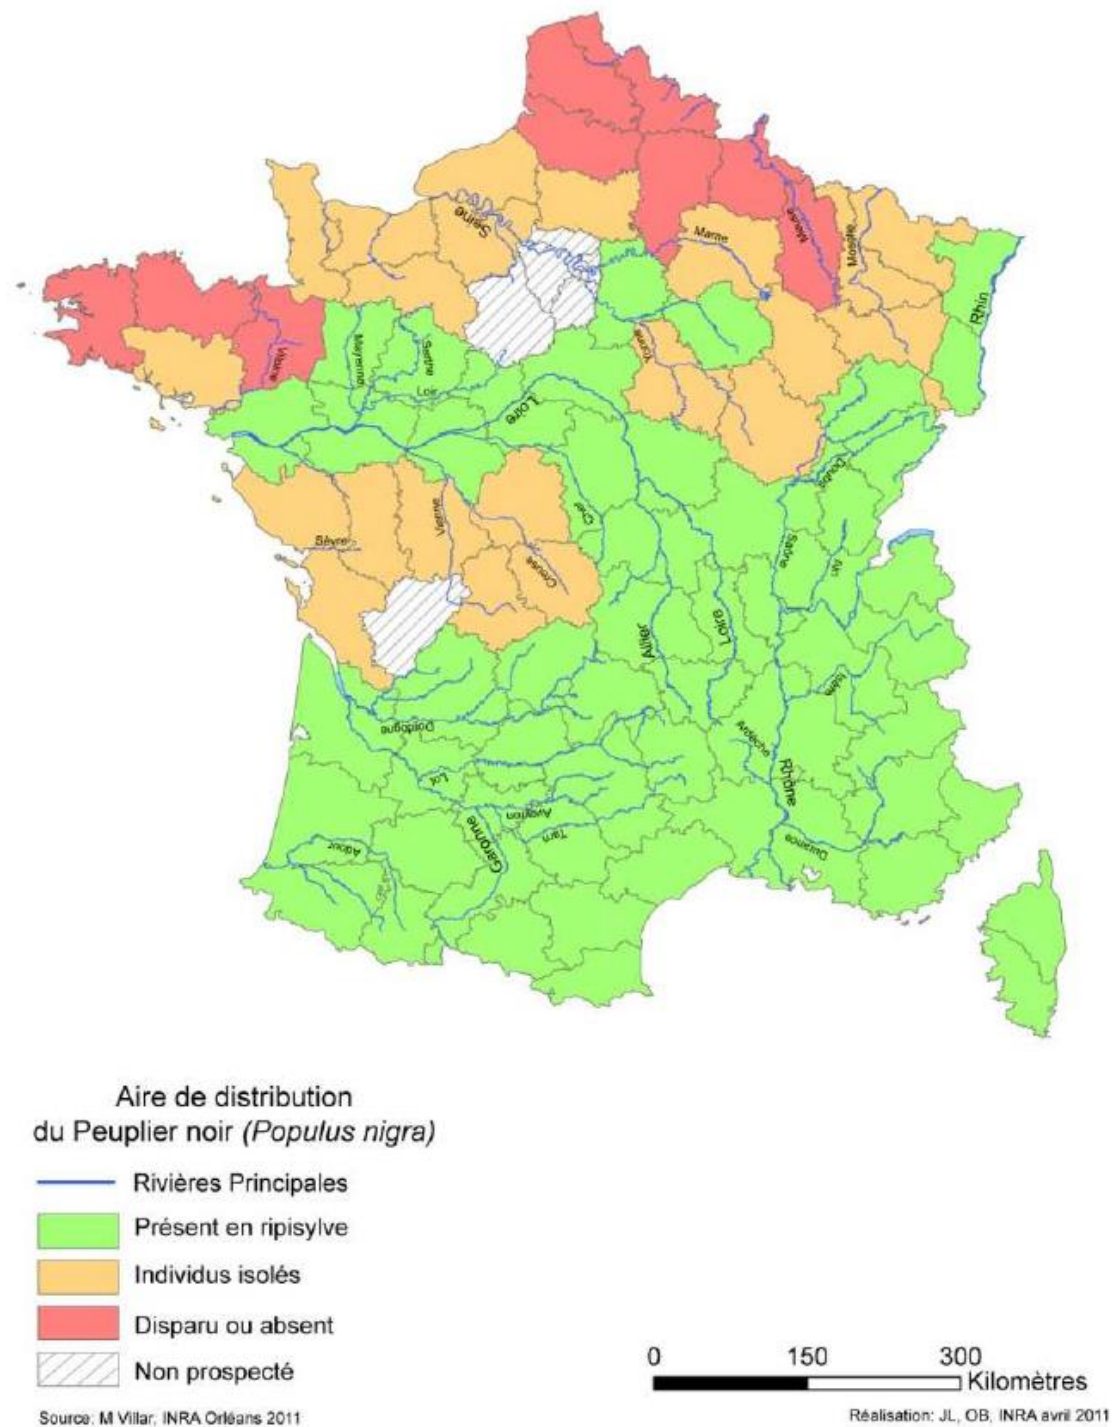 Seine
Marne
Meuse
Moselle
Rhin
Vilaine
Mayenne
Sarthe
Loir
Loire
Yonne
Doubs
Cher
Vienne
Sèvre
Creuse
Saône
Ain
Allier
Loire
Isère
Dordogne
Ardèche
Rhône
Lot
Aveyron
Tarn
Garonne
Adour
Durance
Aire de distribution
du Peuplier noir (Populus nigra)
Rivières Principales
Présent en ripisylve
Individus isolés
Disparu ou absent
Non prospecté
0 150 300
Kilomètres
Source: M Villar, INRA Orléans 2011
Réalisation: JL, OB, INRA avril 2011